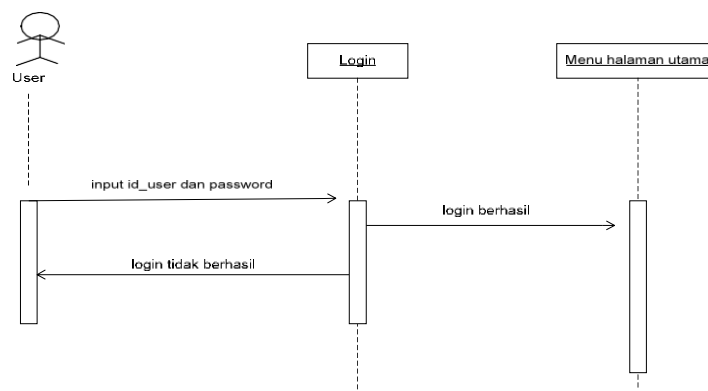 Login
Menu halaman utama
User
input id_user dan password
login berhasil
login tidak berhasil